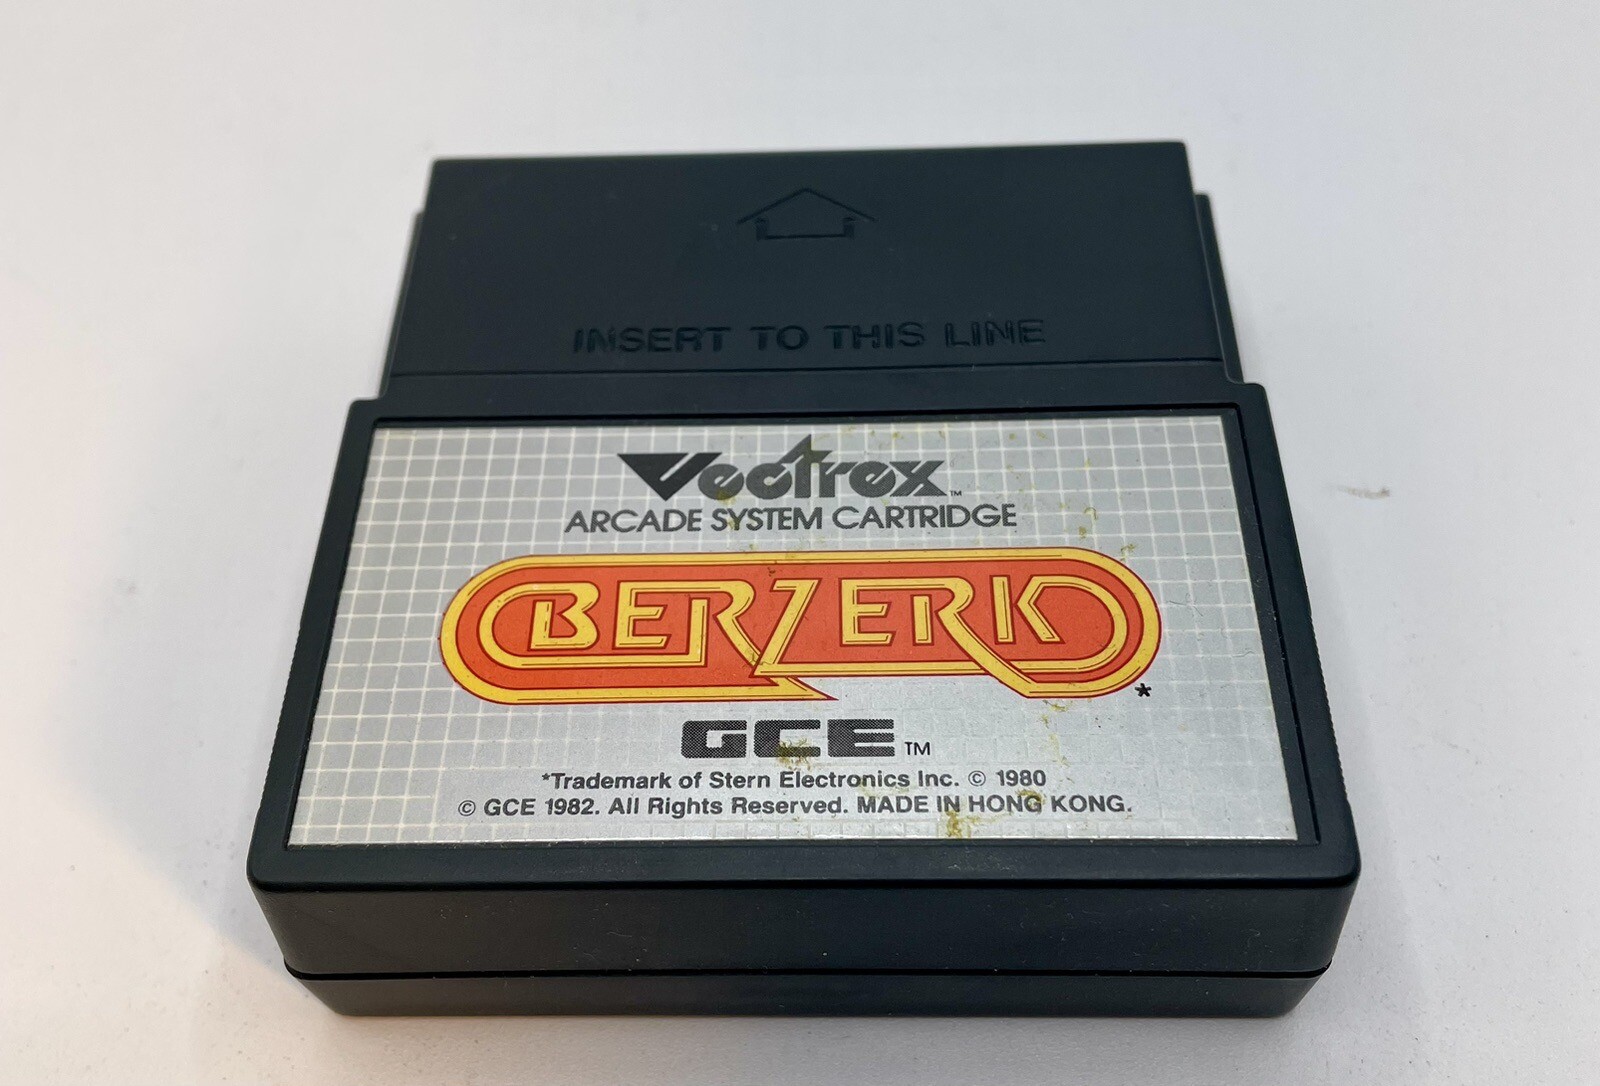 INSERT TO THIS LINE
Vectrex™
ARCADE SYSTEM CARTRIDGE
BERZERK*
GCE™
*Trademark of Stern Electronics Inc. © 1980
© GCE 1982. All Rights Reserved. MADE IN HONG KONG.